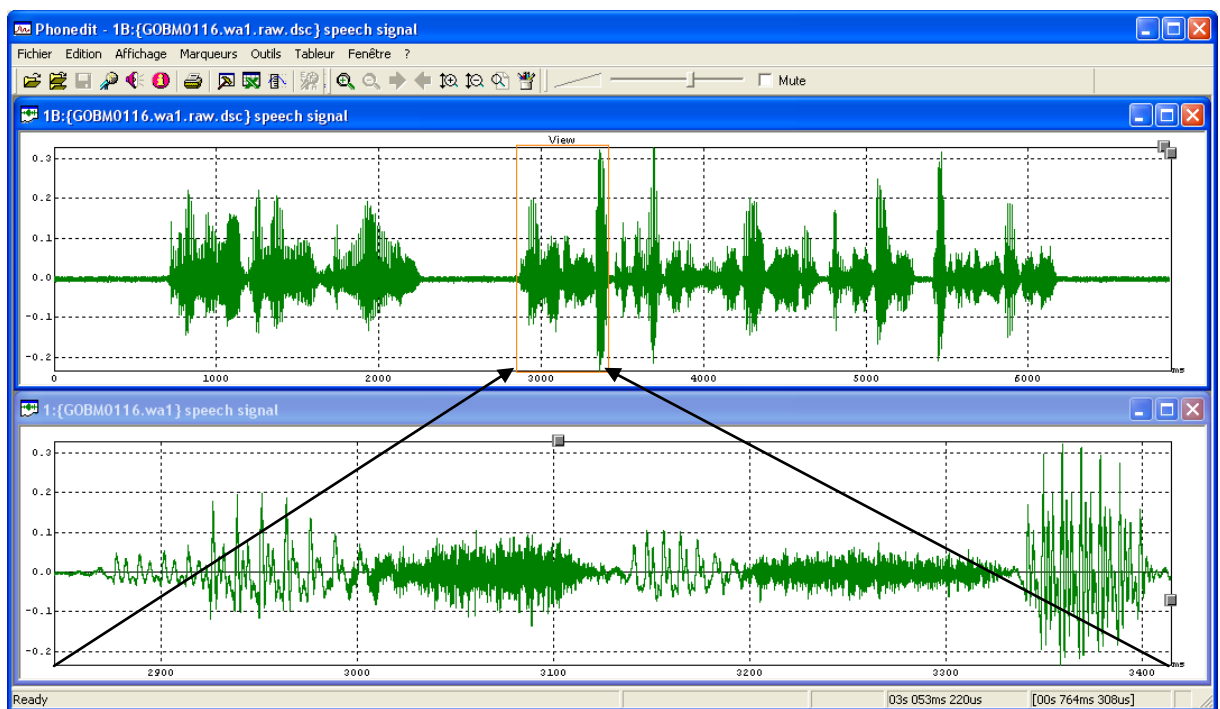 Phonedit - 1B:{GOBM0116.wa1.raw.dsc} speech signal
Fichier Edition Affichage Marqueurs Outils Tableur Fenêtre ?
Mute
1B:{GOBM0116.wa1.raw.dsc} speech signal
View
0.3
0.2
0.1
0.0
-0.1
-0.2
0 1000 2000 3000 4000 5000 6000 ms
1:{GOBM0116.wa1} speech signal
0.3
0.2
0.1
0.0
-0.1
-0.2
2900 3000 3100 3200 3300 3400 ms
Ready 03s 053ms 220us [00s 764ms 308us]